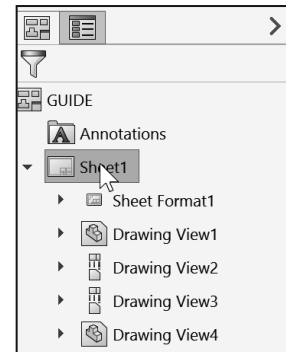 GUIDE
Annotations
Sheet1
Sheet Format1
Drawing View1
Drawing View2
Drawing View3
Drawing View4